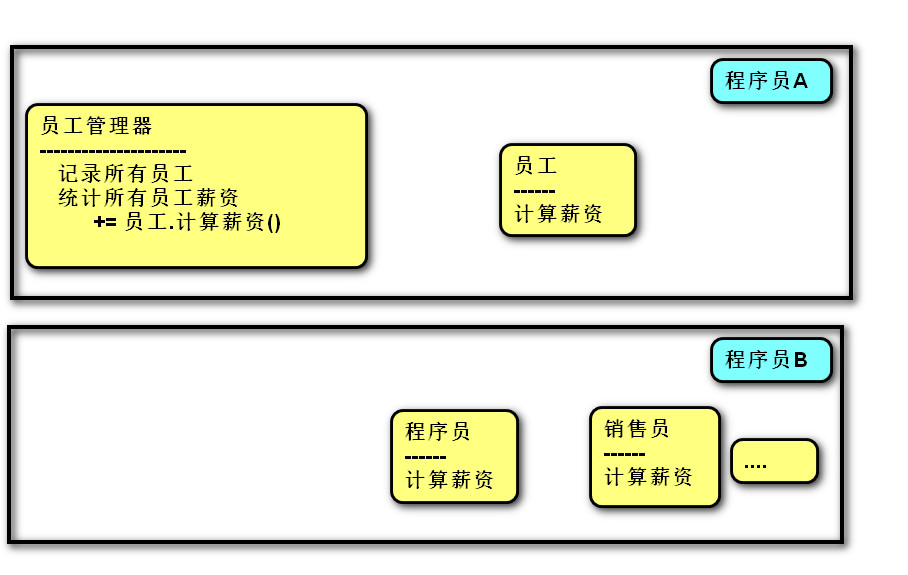 程序员A
员工管理器
---------------------
记录所有员工
统计所有员工薪资
+= 员工.计算薪资()
员工
------
计算薪资
程序员B
程序员
------
计算薪资
销售员
------
计算薪资
....